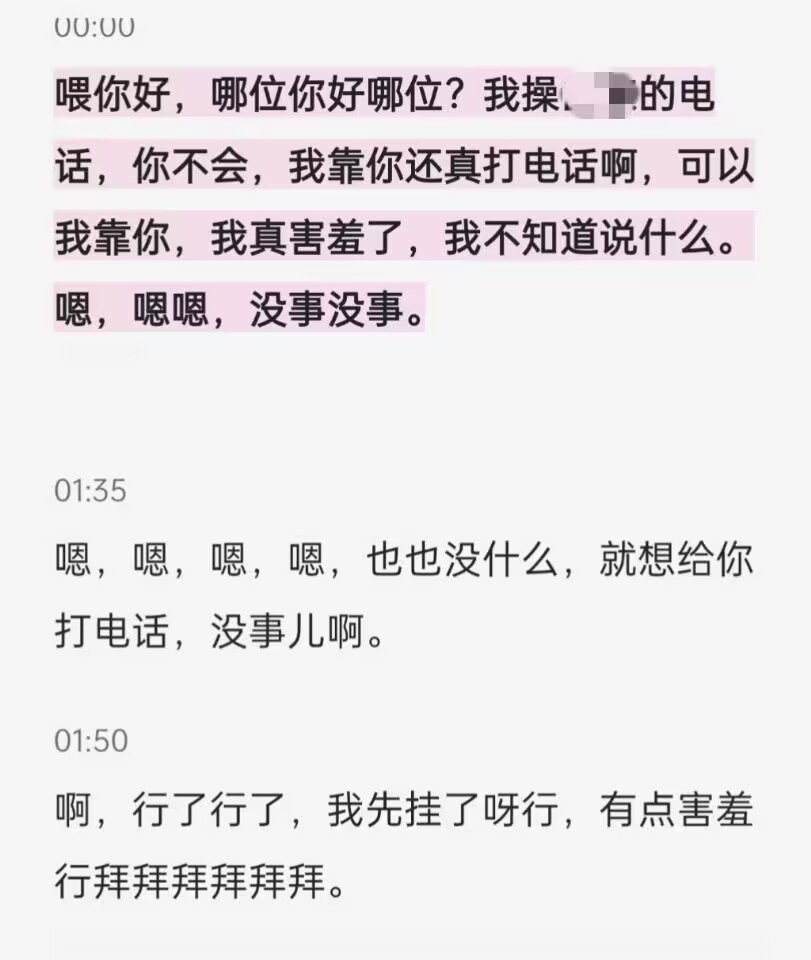 00:00
喂你好，哪位你好哪位？我操的电
话，你不会，我靠你还真打电话啊，可以
我靠你，我真害羞了，我不知道说什么。
嗯，嗯嗯，没事没事。
01:35
嗯，嗯，嗯，嗯，也也没什么，就想给你
打电话，没事儿啊。
01:50
啊，行了行了，我先挂了呀行，有点害羞
行拜拜拜拜拜拜。